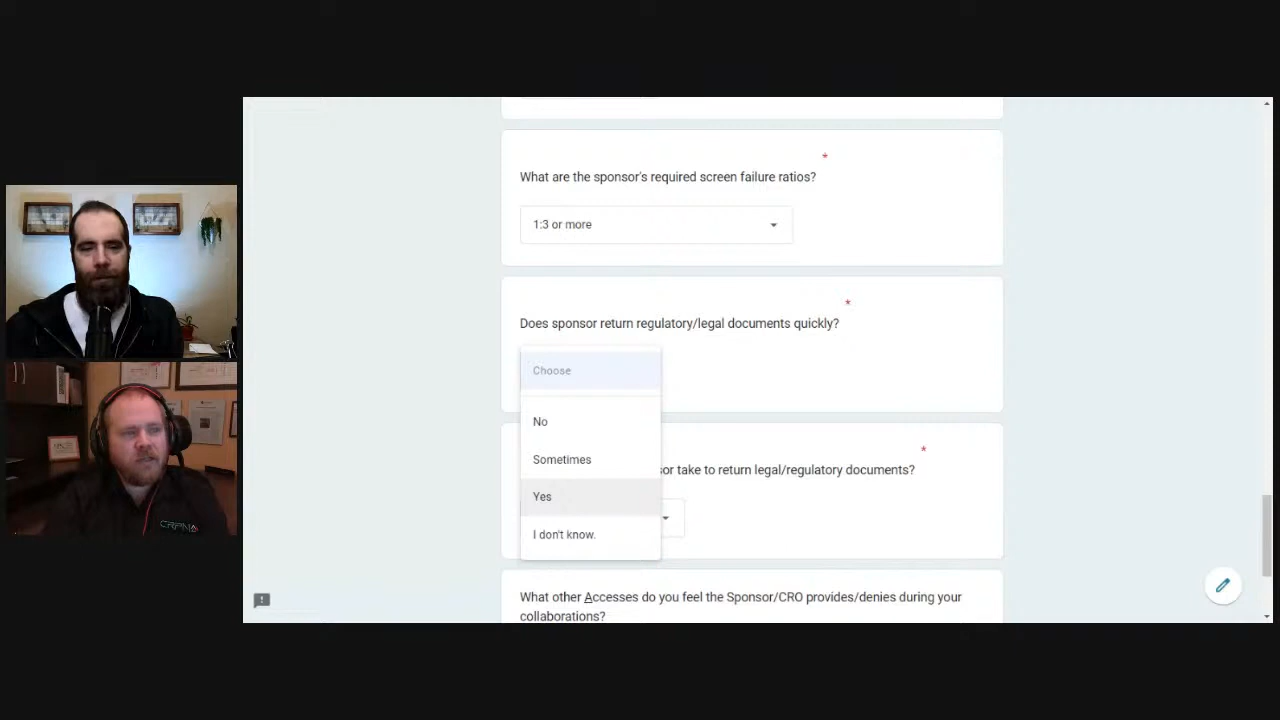 What are the sponsor's required screen failure ratios?
*
1:3 or more
Does sponsor return regulatory/legal documents quickly?
*
Choose
No
Sometimes
Yes
I don't know.
sor take to return legal/regulatory documents?
*
What other Accesses do you feel the Sponsor/CRO provides/denies during your
collaborations?
CRPN